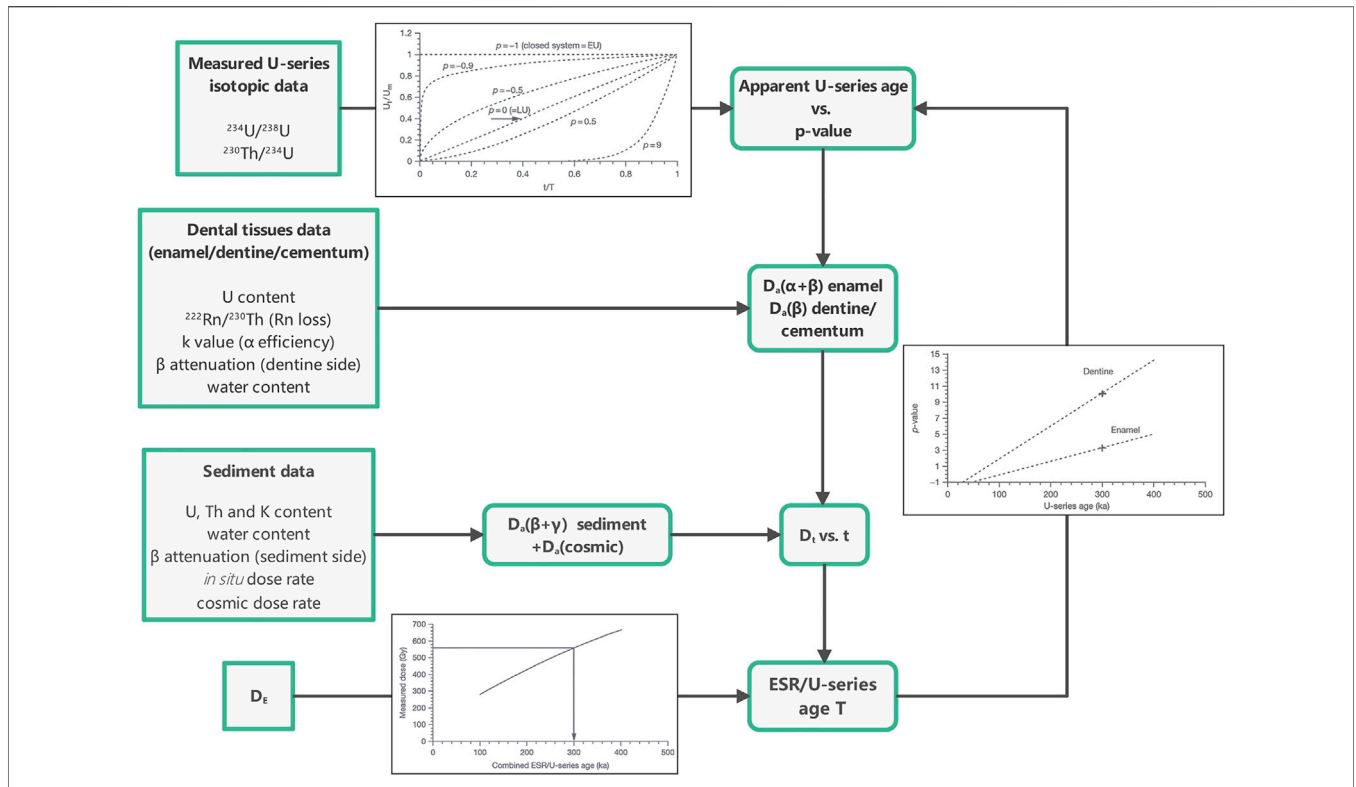 Measured U-series
isotopic data
²³⁴U/²³⁸U
²³⁰Th/²³⁴U
1.2
1
0.8
0.6
0.4
0.2
0
Uₜ/Uₘ
p=−1 (closed system=EU)
p=−0.9
p=−0.5
p=0 (=LU)
p=0.5
p=9
0
0.2
0.4
0.6
0.8
1
t/T
Apparent U-series age
vs.
p-value
Dental tissues data
(enamel/dentine/cementum)
U content
²²²Rn/²³⁰Th (Rn loss)
k value (α efficiency)
β attenuation (dentine side)
water content
Dₐ(α+β) enamel
Dₐ(β) dentine/
cementum
15
13
11
9
7
5
3
1
−1
p-value
Dentine
Enamel
0
100
200
300
400
500
U-series age (ka)
Sediment data
U, Th and K content
water content
β attenuation (sediment side)
in situ dose rate
cosmic dose rate
Dₐ(β+γ) sediment
+Dₐ(cosmic)
Dₜ vs. t
D_E
700
600
500
400
300
200
100
0
Measured dose (Gy)
0
100
200
300
400
500
Combined ESR/U-series age (ka)
ESR/U-series
age T